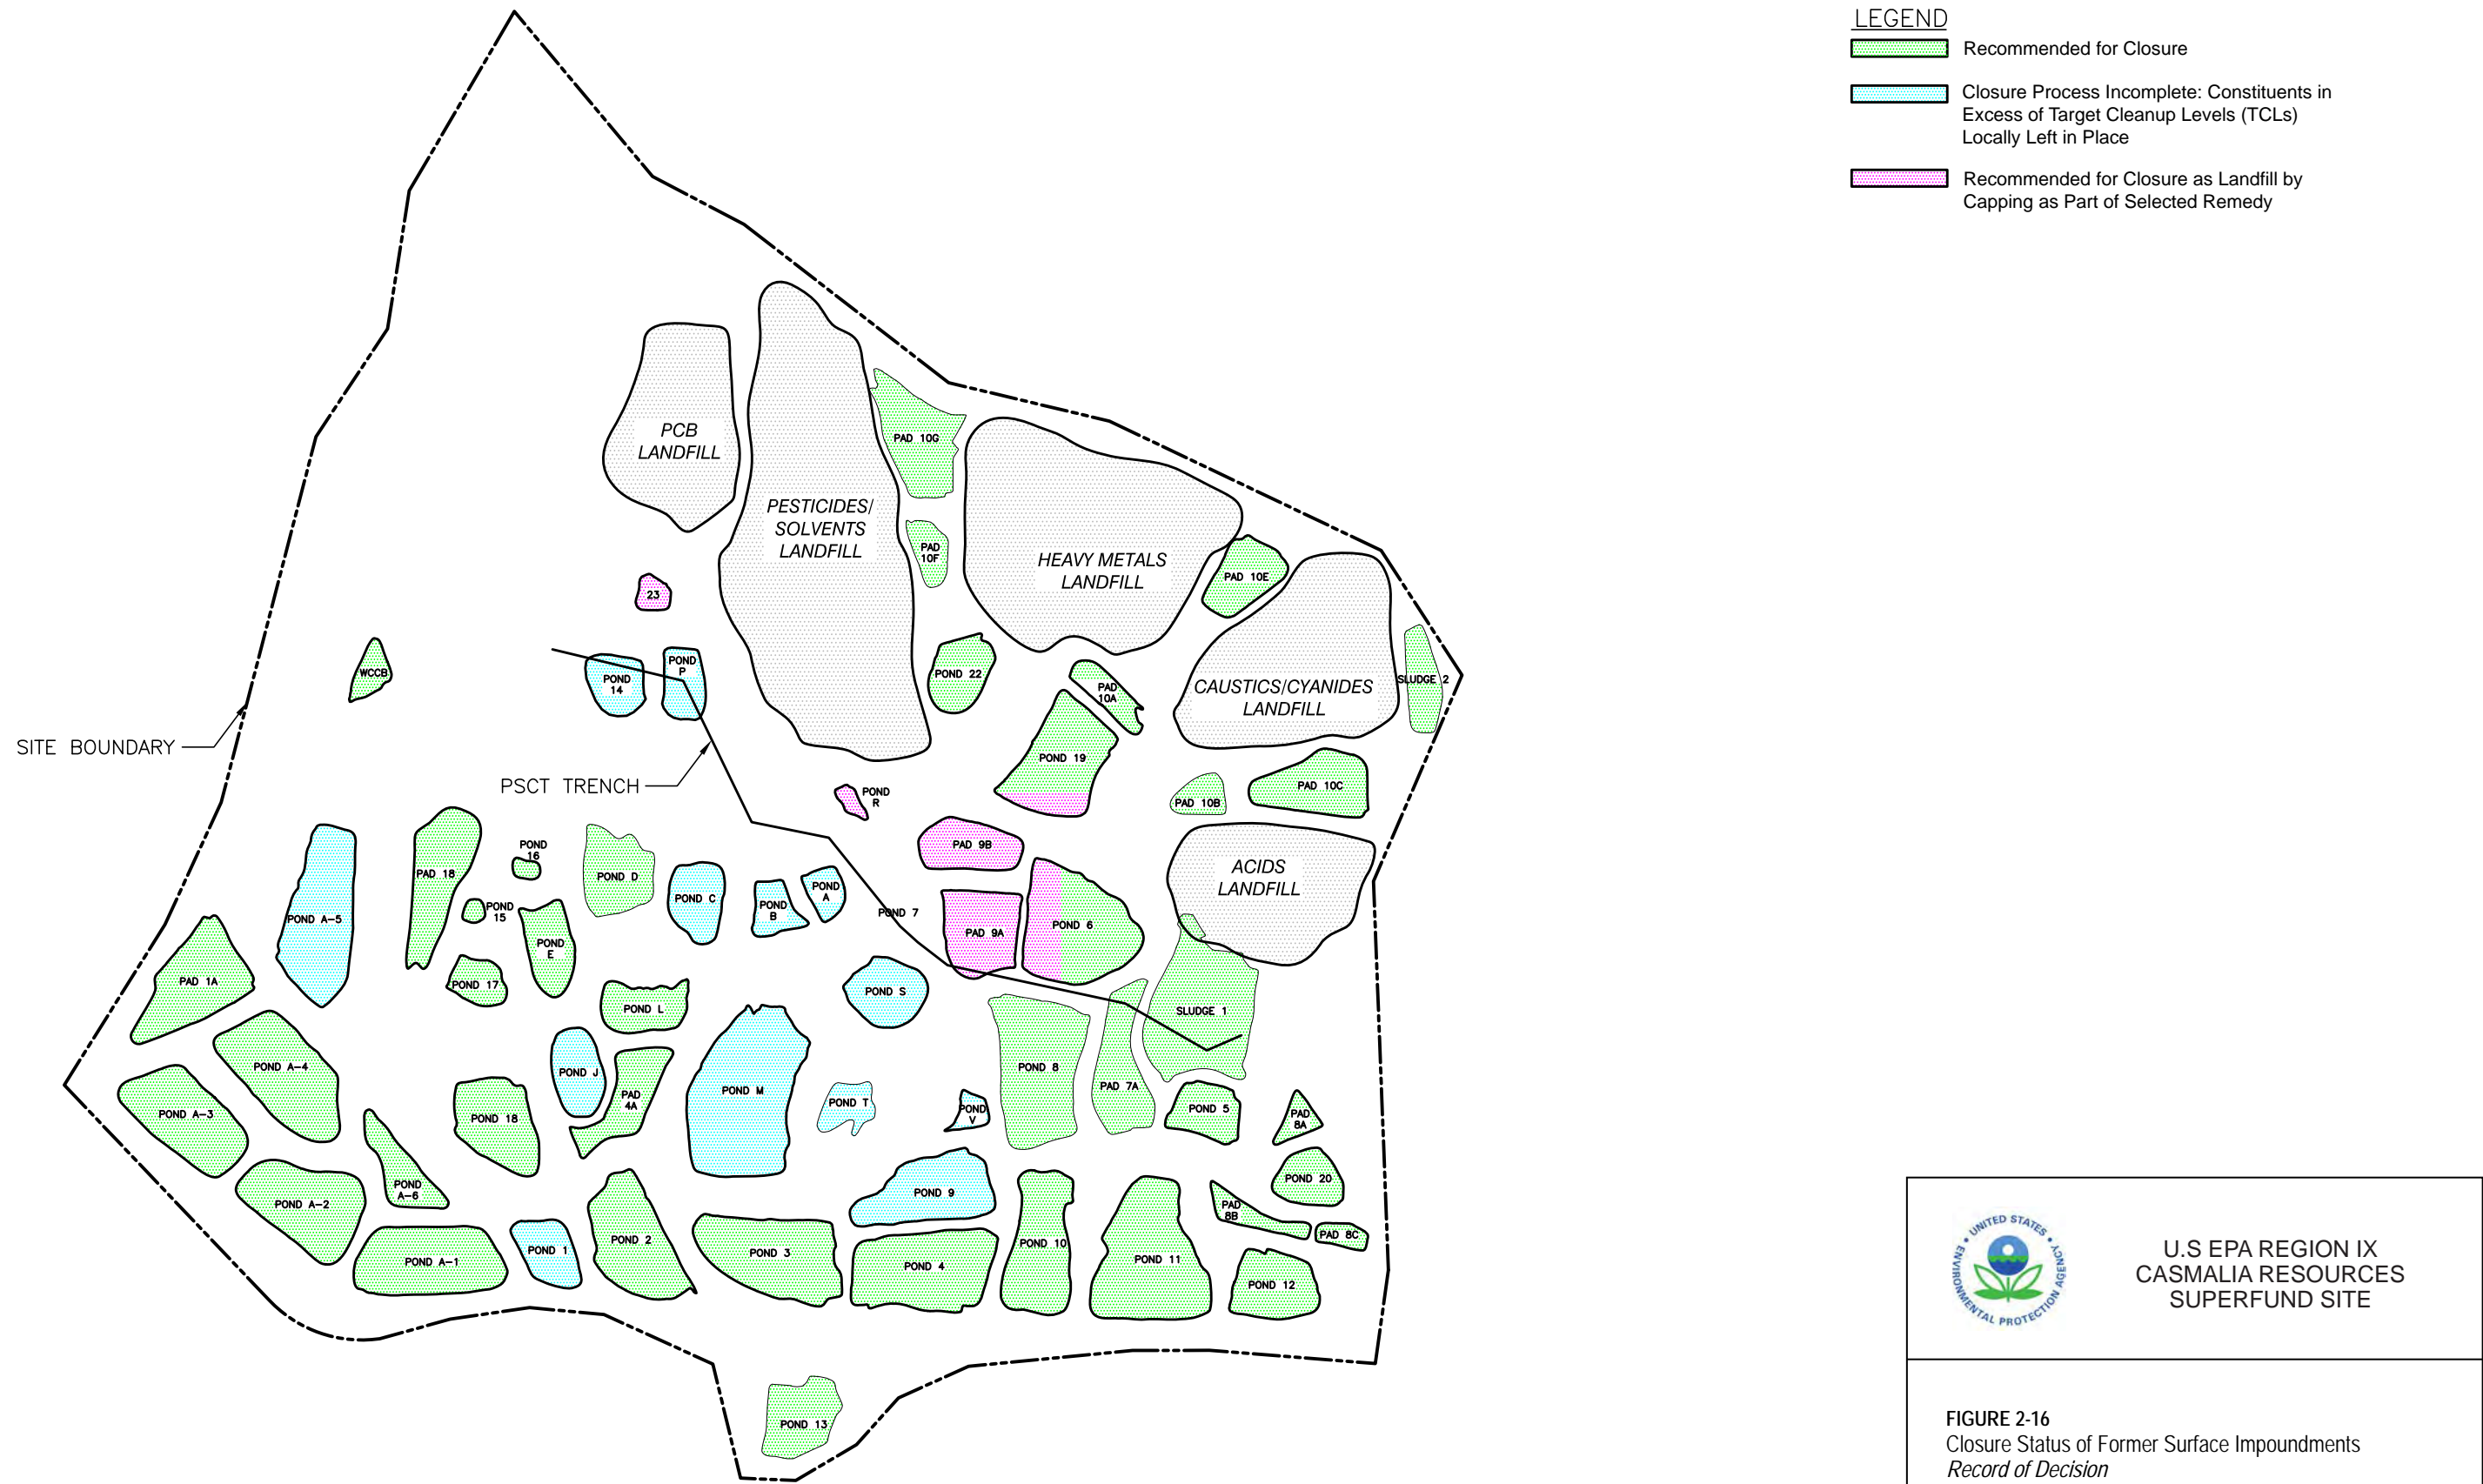 LEGEND
Recommended for Closure
Closure Process Incomplete: Constituents in
Excess of Target Cleanup Levels (TCLs)
Locally Left in Place
Recommended for Closure as Landfill by
Capping as Part of Selected Remedy
PCB
LANDFILL
PAD 10G
PESTICIDES/
SOLVENTS
LANDFILL
PAD
10F
HEAVY METALS
LANDFILL
PAD 10E
23
WCCB
POND
14
POND
P
POND 22
PAD
10A
CAUSTICS/CYANIDES
LANDFILL
SLUDGE 2
SITE BOUNDARY
PSCT TRENCH
POND 19
PAD 10B
PAD 10C
POND
R
PAD 9B
ACIDS
LANDFILL
PAD 18
POND
16
POND D
POND C
POND
B
POND
A
POND 7
POND A-5
POND
15
POND
E
PAD 9A
POND 6
PAD 1A
POND 17
POND L
POND S
SLUDGE 1
POND A-4
POND J
PAD
4A
POND M
POND T
POND
V
POND 8
PAD 7A
POND 5
PAD
8A
POND A-3
POND 18
POND A-2
POND
A-6
POND 9
POND 20
PAD
8B
PAD 8C
POND A-1
POND 1
POND 2
POND 3
POND 4
POND 10
POND 11
POND 12
POND 13
UNITED STATES
ENVIRONMENTAL PROTECTION AGENCY
U.S EPA REGION IX
CASMALIA RESOURCES
SUPERFUND SITE
FIGURE 2-16
Closure Status of Former Surface Impoundments
Record of Decision